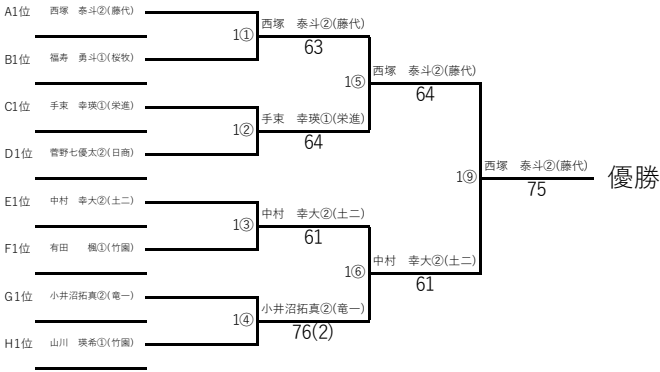 A1位 西塚 泰斗②(藤代)
B1位 福寿 勇斗①(桜牧)
C1位 手束 幸瑛①(栄進)
D1位 菅野七優太②(日商)
E1位 中村 幸大②(土二)
F1位 有田 楓①(竹園)
G1位 小井沼拓真②(竜一)
H1位 山川 瑛希①(竹園)
1① 西塚 泰斗②(藤代)
63
1② 手束 幸瑛①(栄進)
64
1③ 中村 幸大②(土二)
61
1④ 小井沼拓真②(竜一)
76(2)
1⑤ 西塚 泰斗②(藤代)
64
1⑥ 中村 幸大②(土二)
61
1⑨ 西塚 泰斗②(藤代)
75
優勝